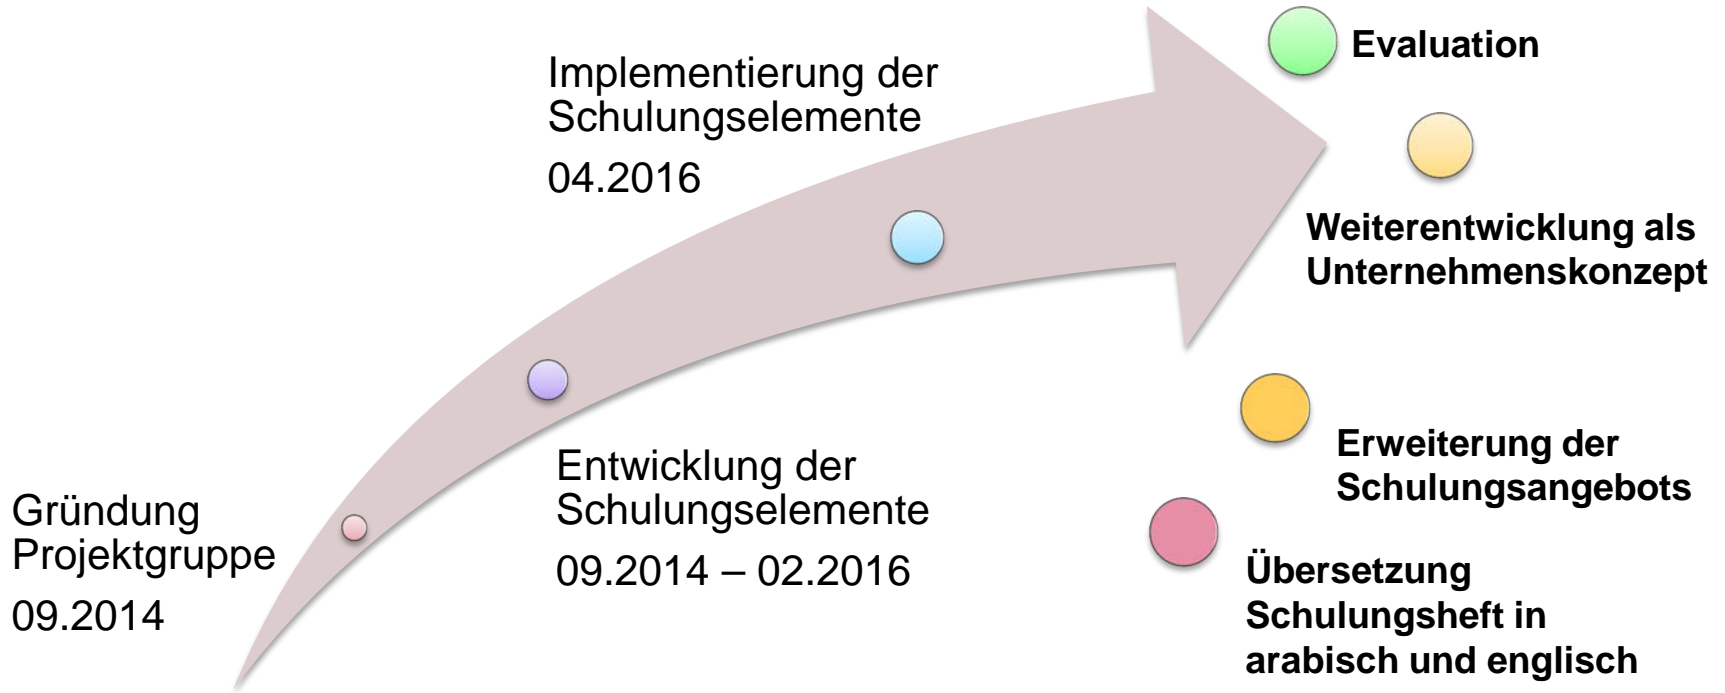 Gründung
Projektgruppe
09.2014
Entwicklung der
Schulungselemente
09.2014 – 02.2016
Implementierung der
Schulungselemente
04.2016
Evaluation
Weiterentwicklung als
Unternehmenskonzept
Erweiterung der
Schulungsangebots
Übersetzung
Schulungsheft in
arabisch und englisch